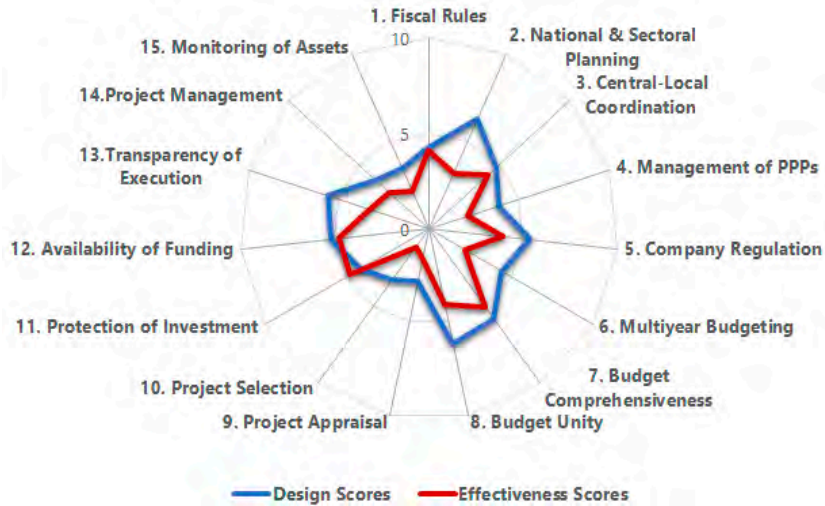 1. Fiscal Rules
10
2. National & Sectoral
Planning
3. Central-Local
Coordination
4. Management of PPPs
5. Company Regulation
6. Multiyear Budgeting
7. Budget
Comprehensiveness
8. Budget Unity
9. Project Appraisal
10. Project Selection
11. Protection of Investment
12. Availability of Funding
13.Transparency of
Execution
14.Project Management
15. Monitoring of Assets
5
0
Design Scores
Effectiveness Scores